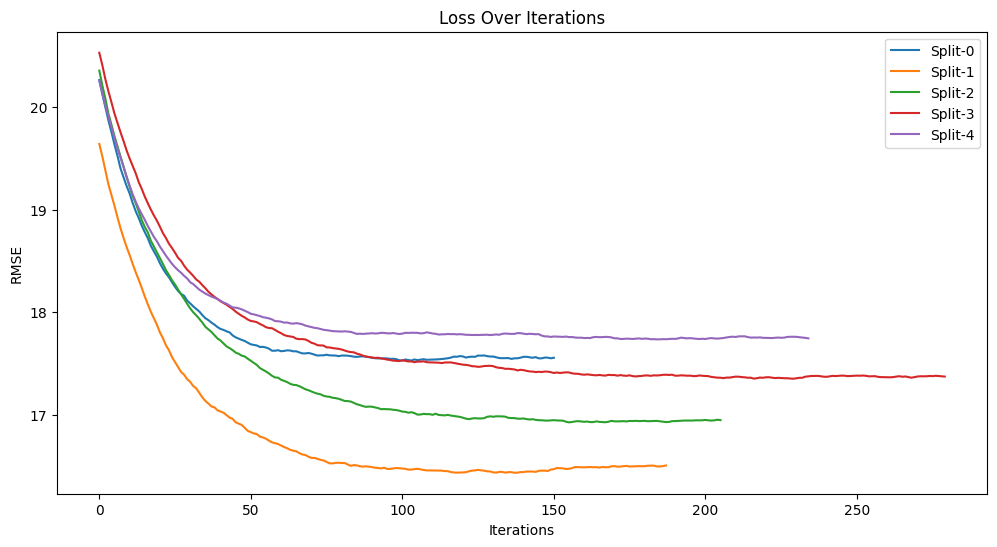 Loss Over Iterations
RMSE
20
19
18
17
0 50 100 150 200 250
Iterations
Split-0
Split-1
Split-2
Split-3
Split-4